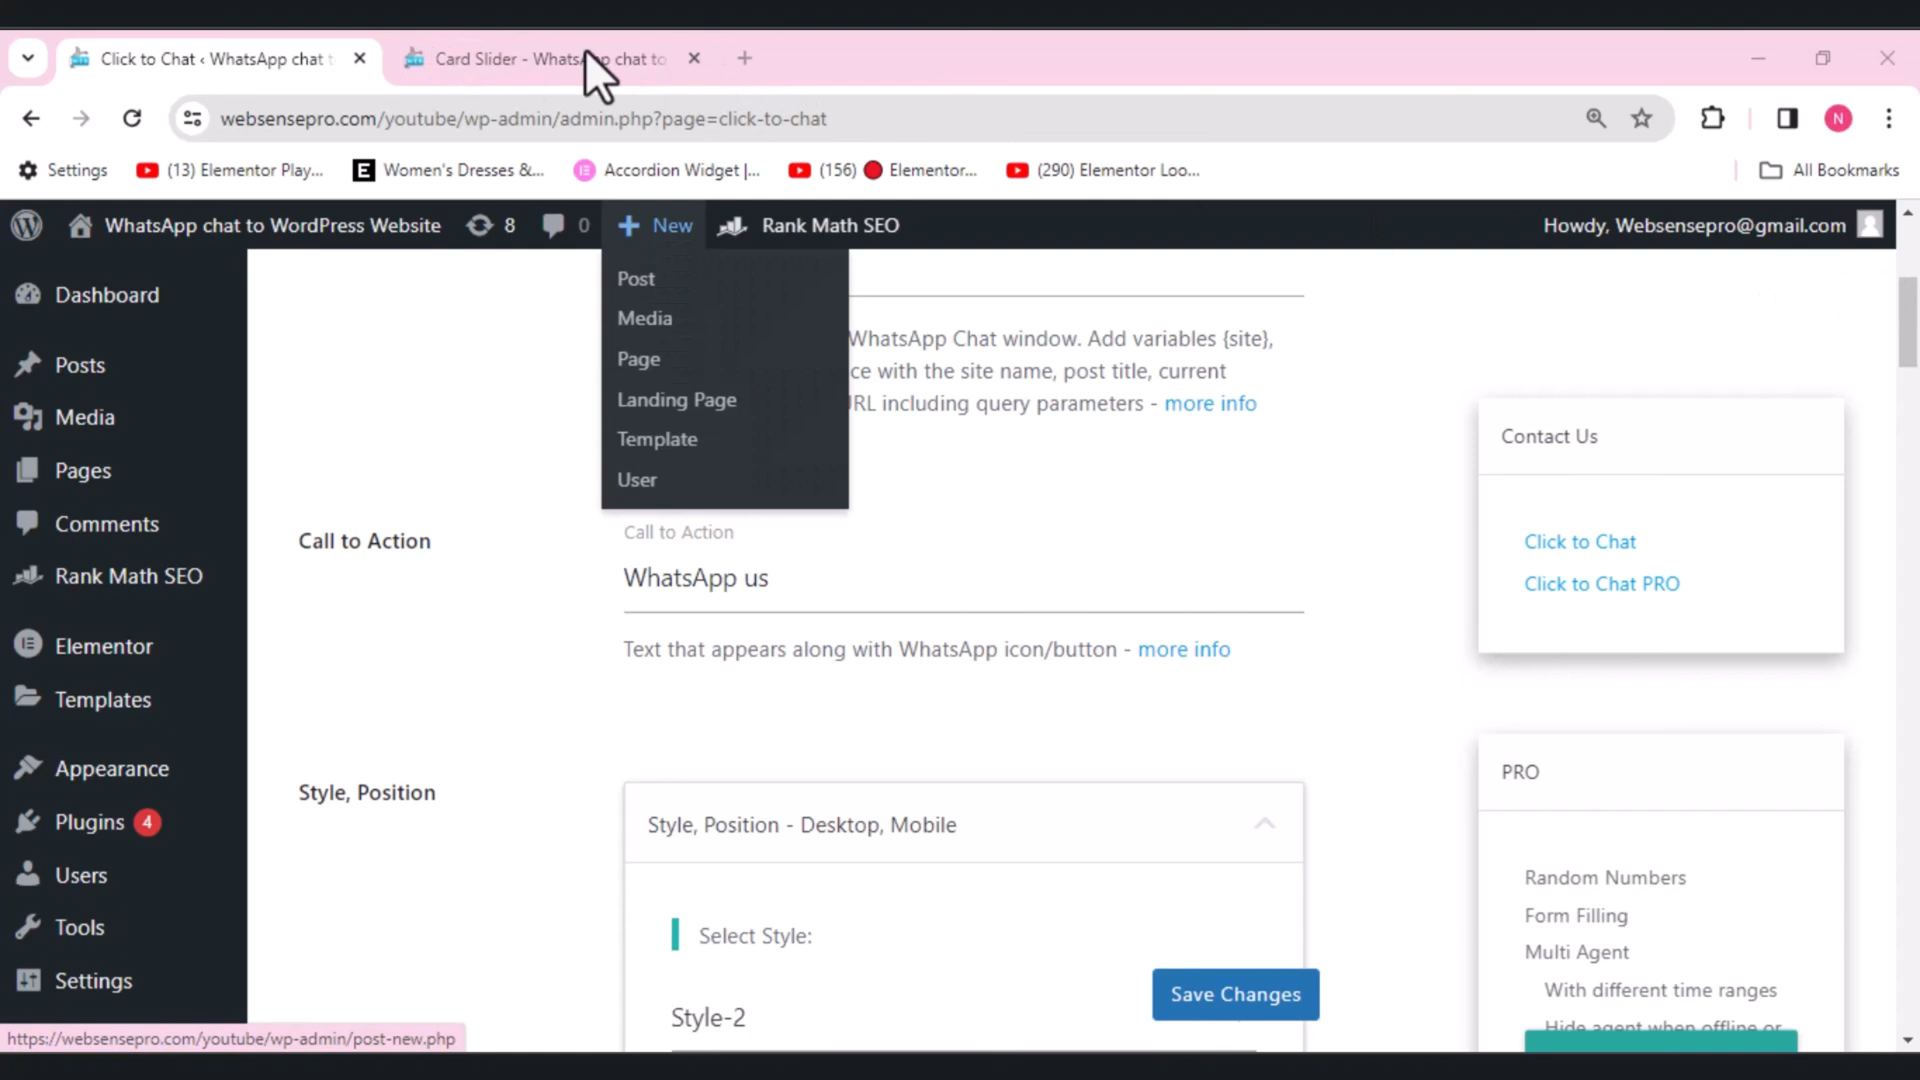 Click to Chat ‹ WhatsApp chat t
Card Slider - WhatsApp chat to
websensepro.com/youtube/wp-admin/admin.php?page=click-to-chat
N
Settings
(13) Elementor Play...
Women's Dresses &...
Accordion Widget |...
(156) Elementor...
(290) Elementor Loo...
All Bookmarks
WhatsApp chat to WordPress Website
8
0
New
Rank Math SEO
Howdy, Websensepro@gmail.com
Dashboard
Posts
Media
Pages
Comments
Rank Math SEO
Elementor
Templates
Appearance
Plugins 4
Users
Tools
Settings
Post
Media
Page
Landing Page
Template
User
WhatsApp Chat window. Add variables {site},
ce with the site name, post title, current
URL including query parameters - more info
Call to Action
Call to Action
WhatsApp us
Text that appears along with WhatsApp icon/button - more info
Style, Position
Style, Position - Desktop, Mobile
Select Style:
Style-2
Save Changes
Contact Us
Click to Chat
Click to Chat PRO
PRO
Random Numbers
Form Filling
Multi Agent
With different time ranges
Hide agent when offline or
https://websensepro.com/youtube/wp-admin/post-new.php